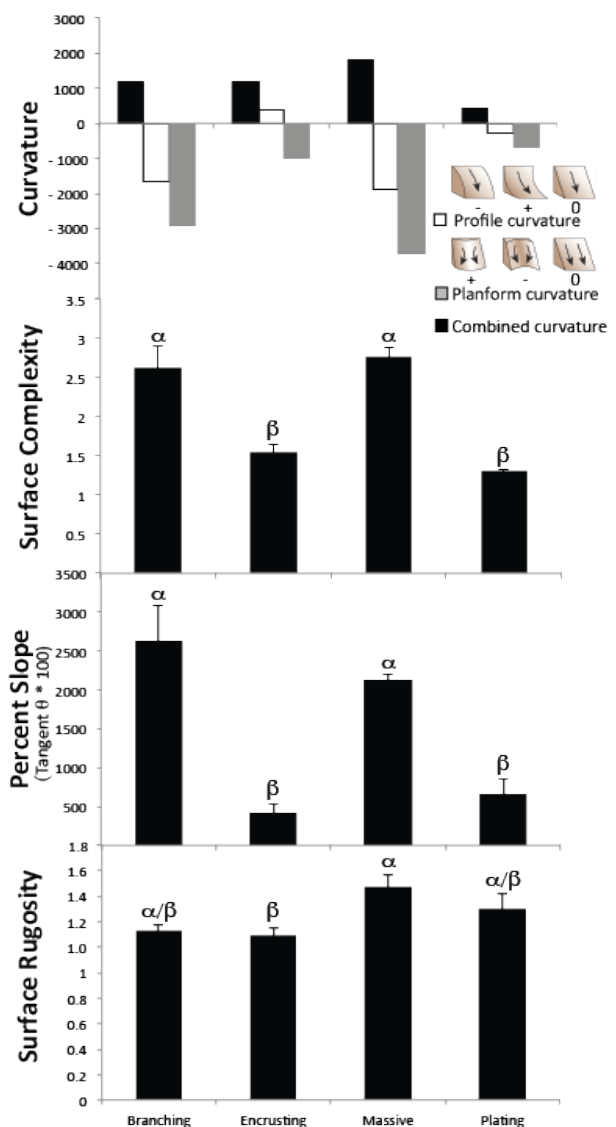 3000
2000
1000
0
- 1000
- 2000
- 3000
- 4000
Curvature
- + 0
Profile curvature
+ - 0
Planform curvature
Combined curvature
3.5
3
2.5
2
1.5
1
0.5
Surface Complexity
α β α β
3500
3000
2500
2000
1500
1000
500
Percent Slope
(Tangent θ * 100)
α β α β
1.8
1.6
1.4
1.2
1.0
1
0.8
0.6
0.4
0.2
0
Surface Rugosity
α/β β α α/β
Branching Encrusting Massive Plating